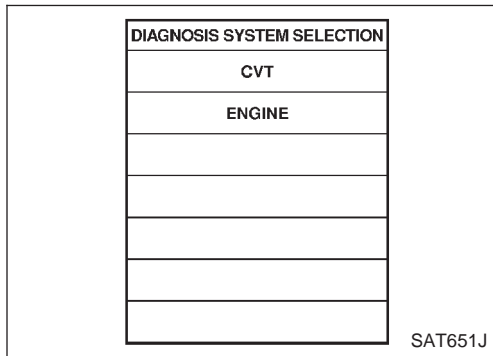 DIAGNOSIS SYSTEM SELECTION
CVT
ENGINE
SAT651J